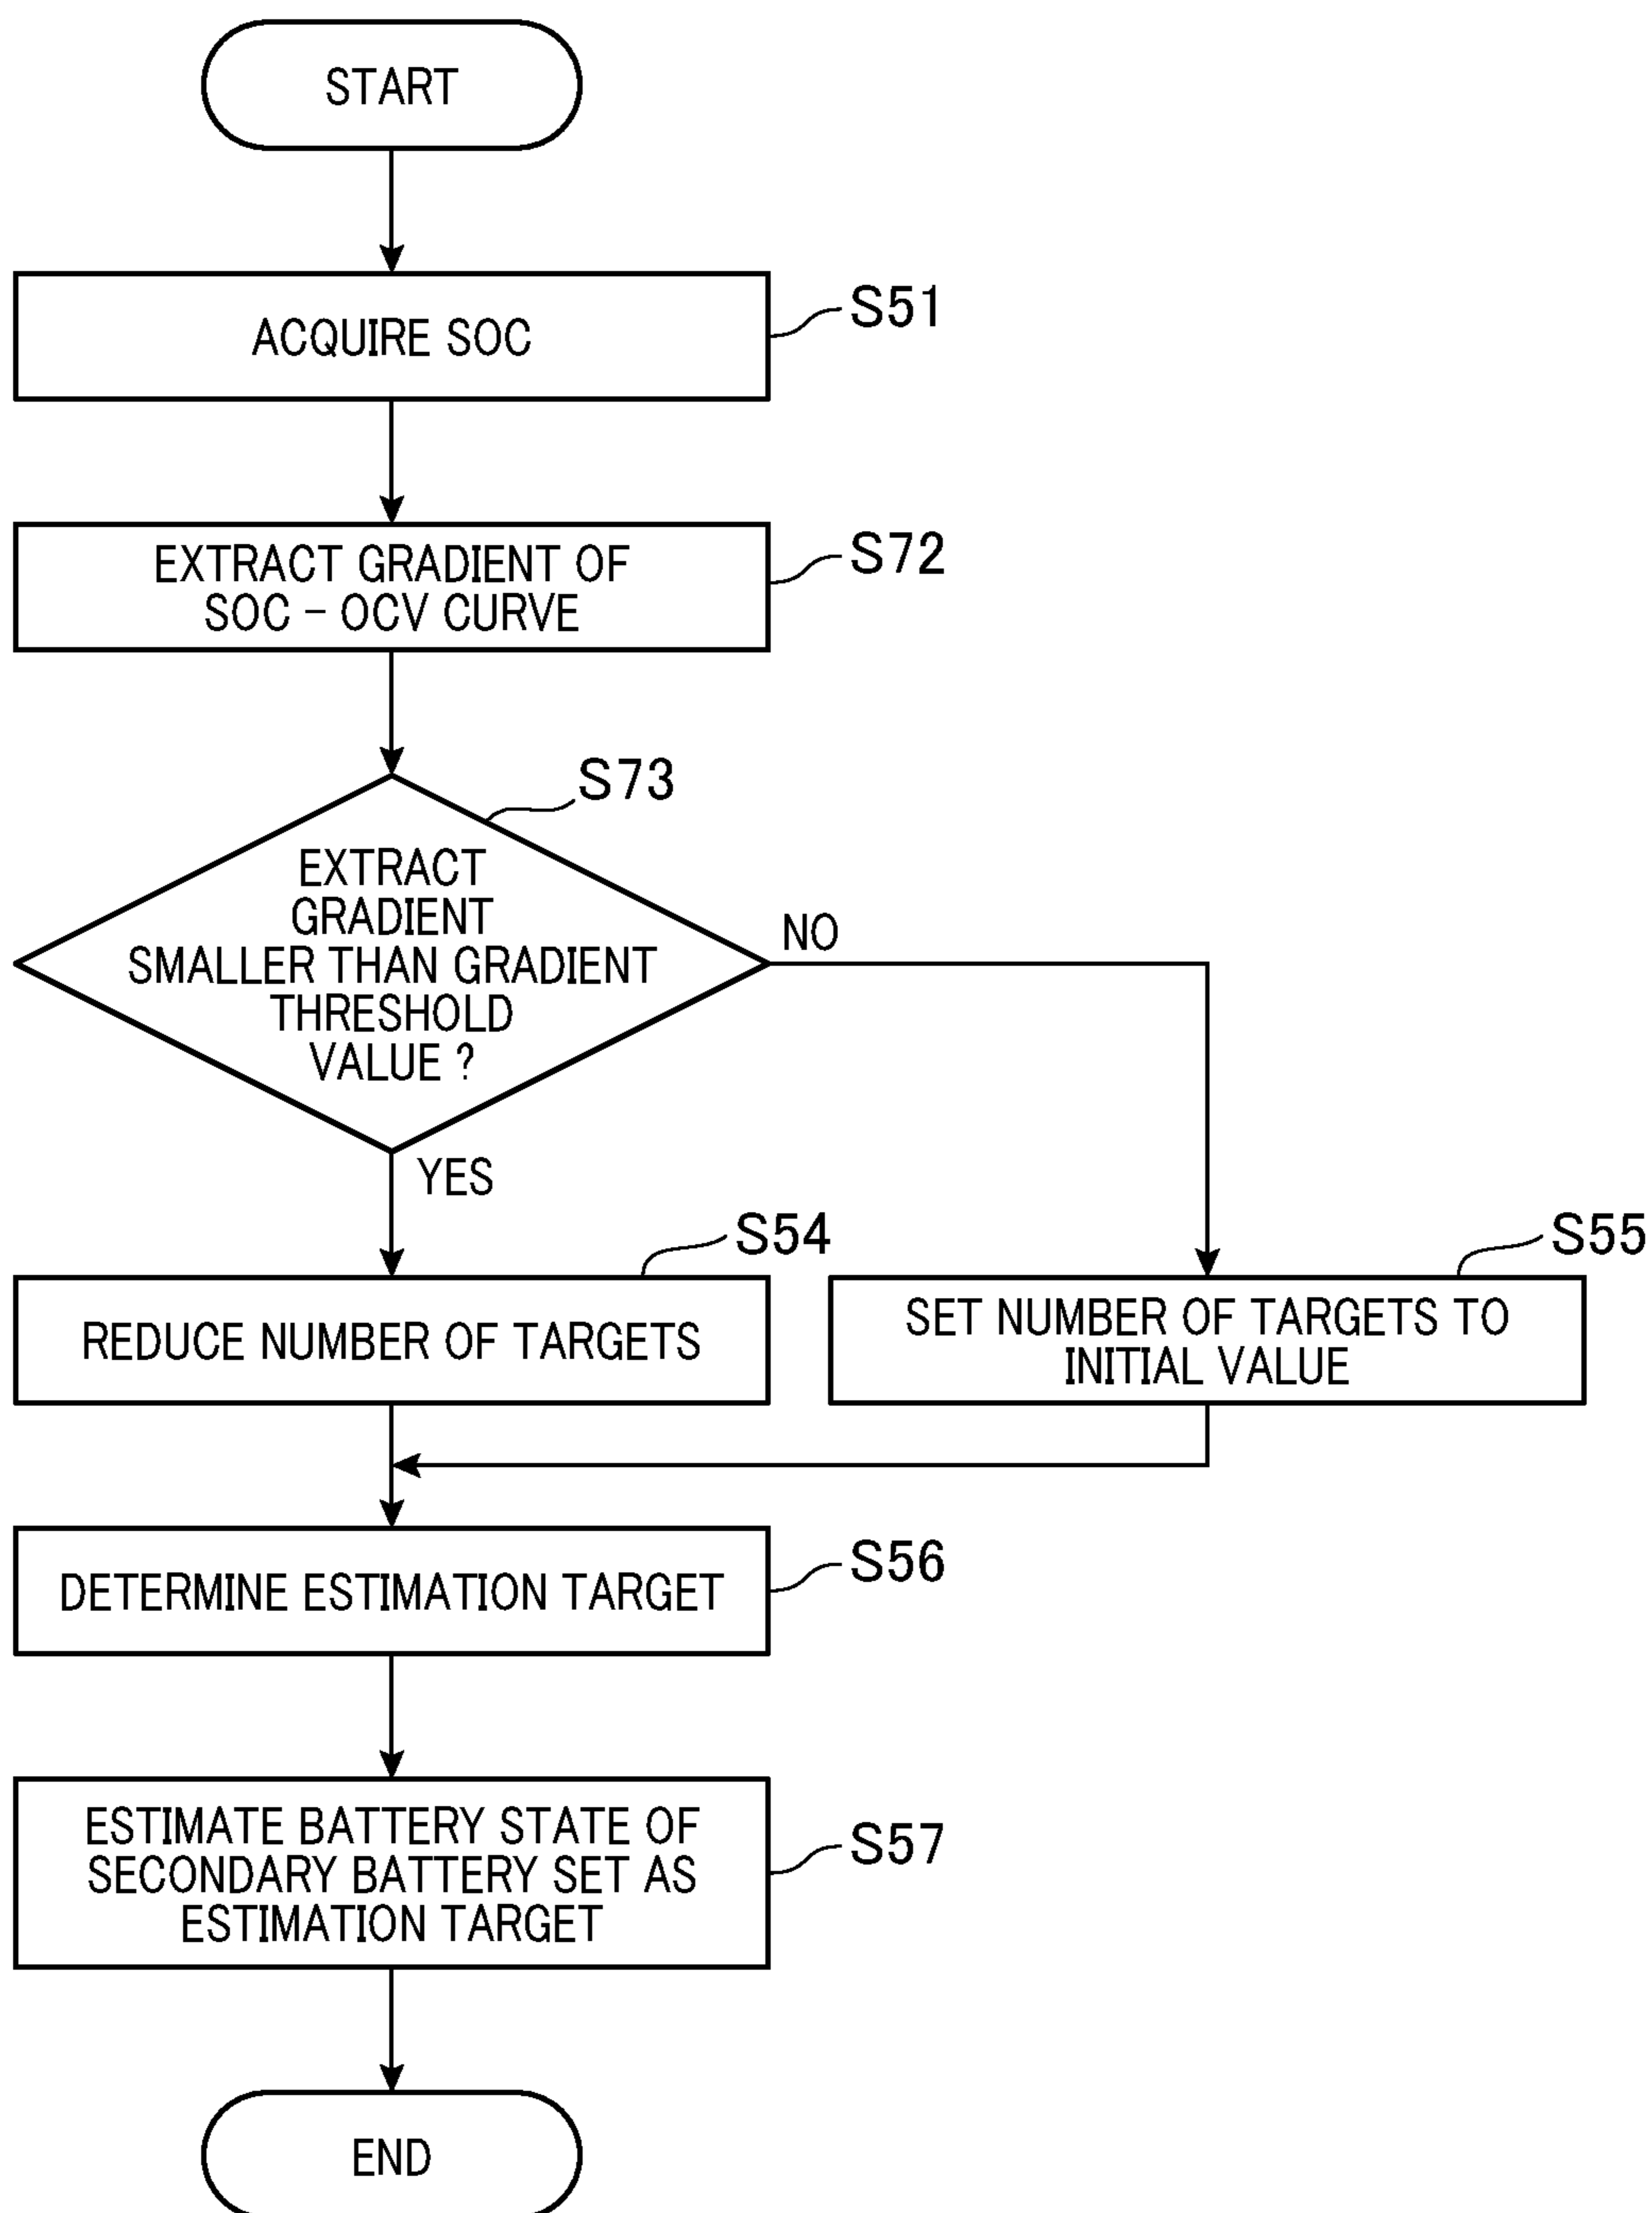 START
ACQUIRE SOC
S51
EXTRACT GRADIENT OF
SOC – OCV CURVE
S72
S73
EXTRACT
GRADIENT
SMALLER THAN GRADIENT
THRESHOLD
VALUE ?
NO
YES
S54
REDUCE NUMBER OF TARGETS
S55
SET NUMBER OF TARGETS TO
INITIAL VALUE
DETERMINE ESTIMATION TARGET
S56
ESTIMATE BATTERY STATE OF
SECONDARY BATTERY SET AS
ESTIMATION TARGET
S57
END